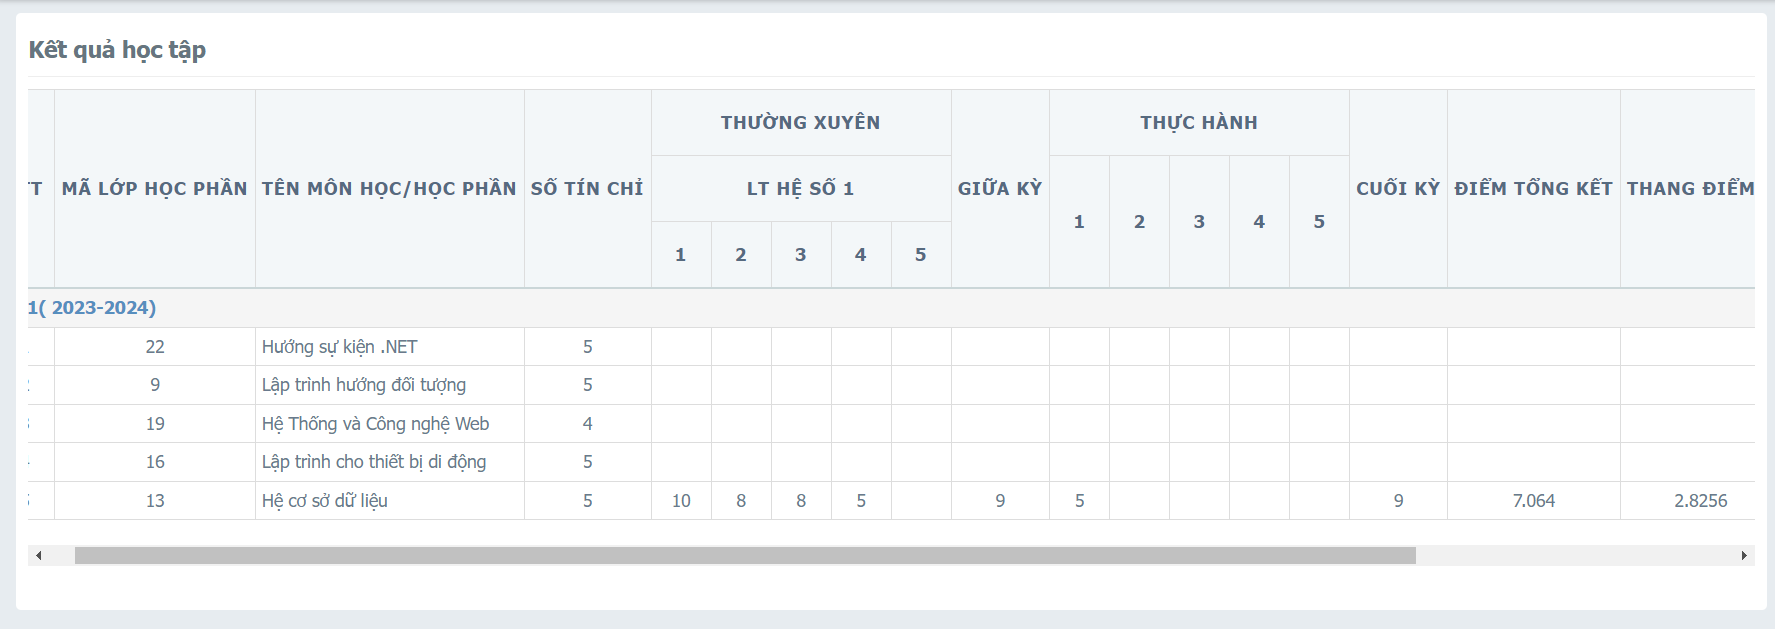 Kết quả học tập
MÃ LỚP HỌC PHẦN TÊN MÔN HỌC/HỌC PHẦN SỐ TÍN CHỈ THƯỜNG XUYÊN GIỮA KỲ THỰC HÀNH CUỐI KỲ ĐIỂM TỔNG KẾT THANG ĐIỂM
LT HỆ SỐ 1
1 2 3 4 5
1 2 3 4 5
1( 2023-2024)
22 Hướng sự kiện .NET 5
9 Lập trình hướng đối tượng 5
19 Hệ Thống và Công nghệ Web 4
16 Lập trình cho thiết bị di động 5
13 Hệ cơ sở dữ liệu 5 10 8 8 5 9 5 9 7.064 2.8256